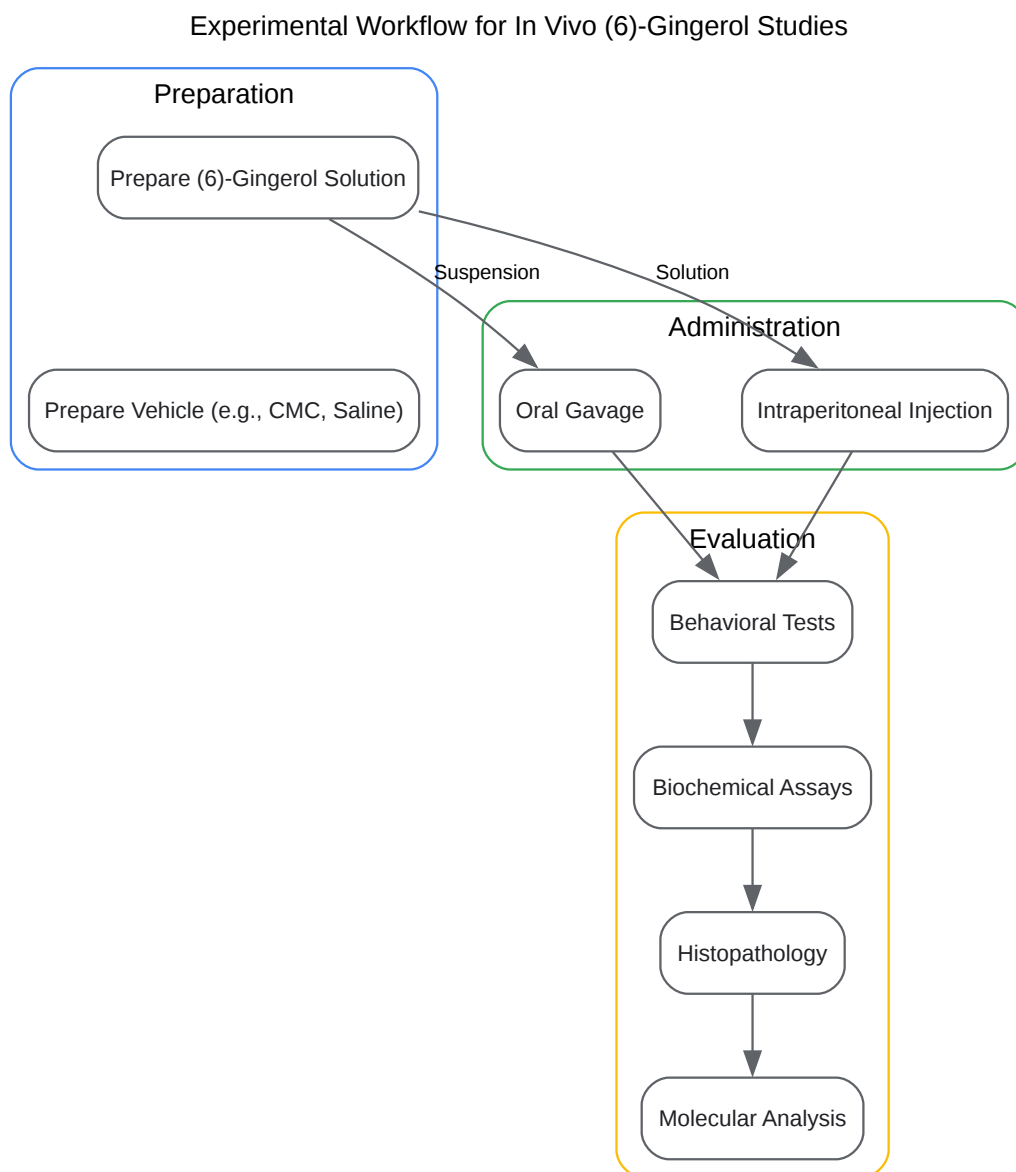 Experimental Workflow for In Vivo (6)-Gingerol Studies
Preparation
Prepare (6)-Gingerol Solution
Suspension
Solution
Administration
Prepare Vehicle (e.g., CMC, Saline)
Oral Gavage
Intraperitoneal Injection
Evaluation
Behavioral Tests
Biochemical Assays
Histopathology
Molecular Analysis